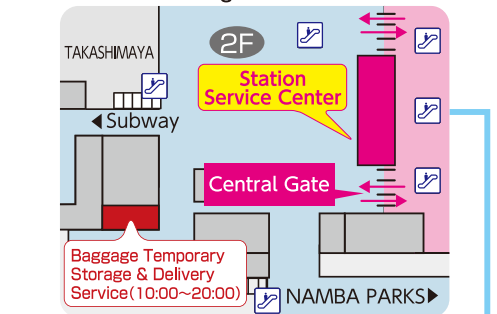 2F
TAKASHIMAYA
Station
Service Center
◀Subway
Central Gate
Baggage Temporary
Storage & Delivery
Service(10:00~20:00)
NAMBA PARKS▶